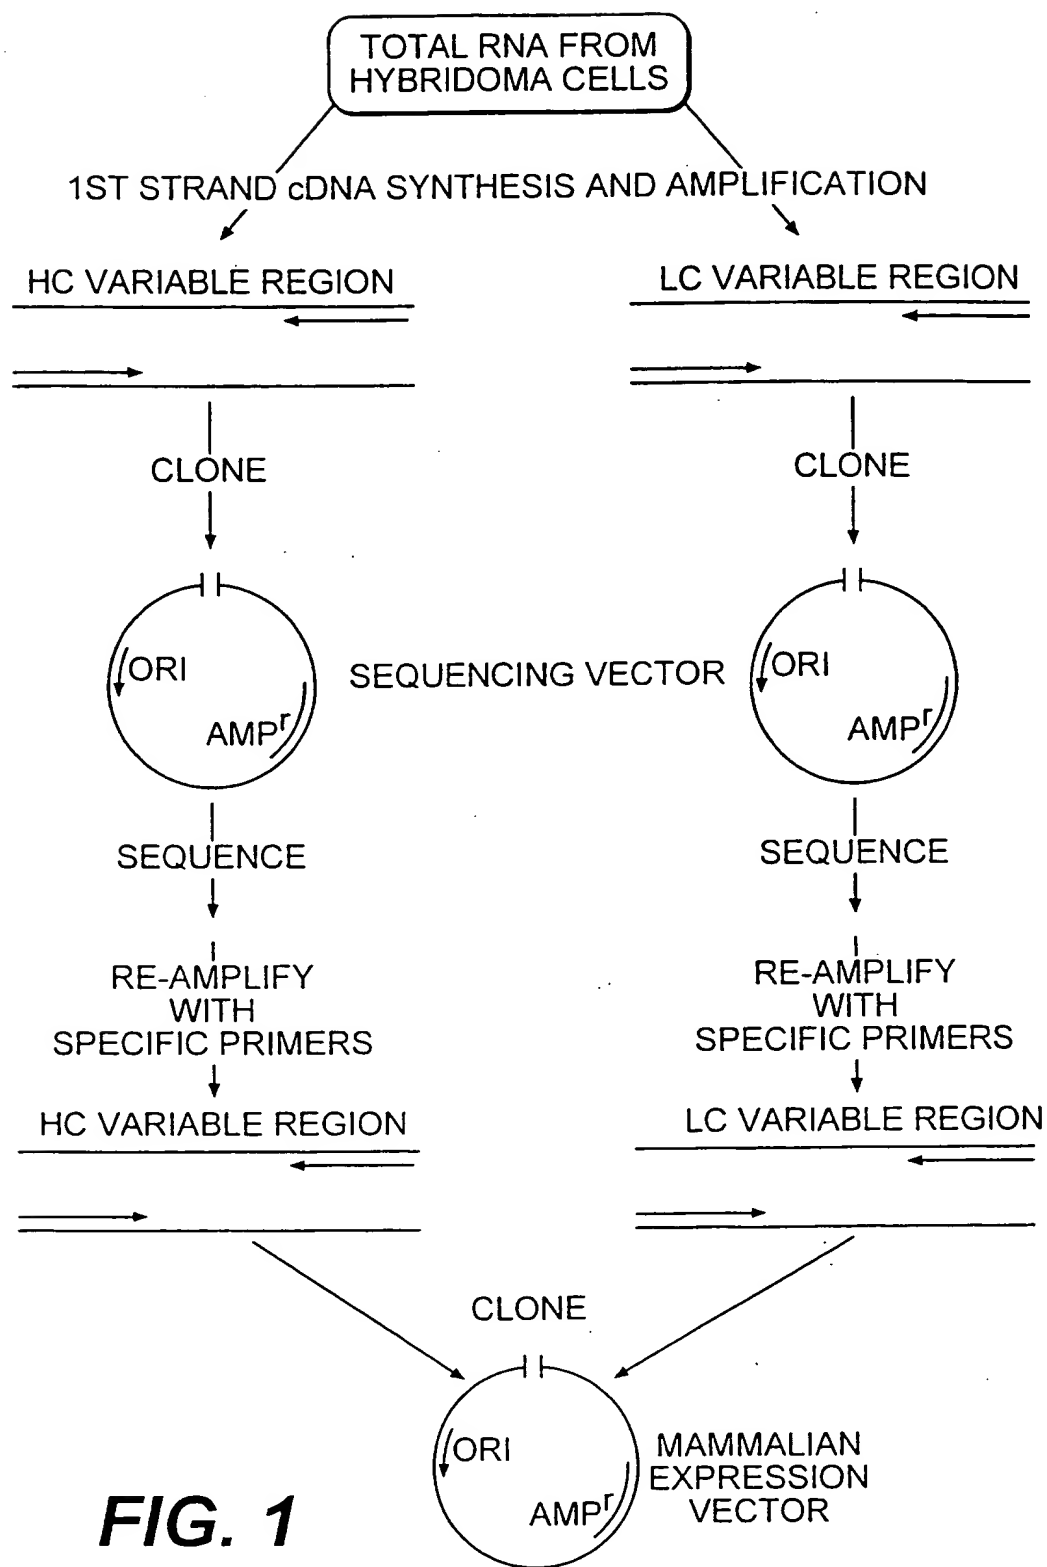 TOTAL RNA FROM
HYBRIDOMA CELLS
1ST STRAND cDNA SYNTHESIS AND AMPLIFICATION
HC VARIABLE REGION
LC VARIABLE REGION
CLONE
CLONE
ORI
AMPr
SEQUENCING VECTOR
ORI
AMPr
SEQUENCE
SEQUENCE
RE-AMPLIFY
WITH
SPECIFIC PRIMERS
RE-AMPLIFY
WITH
SPECIFIC PRIMERS
HC VARIABLE REGION
LC VARIABLE REGION
CLONE
ORI
AMPr
MAMMALIAN
EXPRESSION
VECTOR
FIG. 1